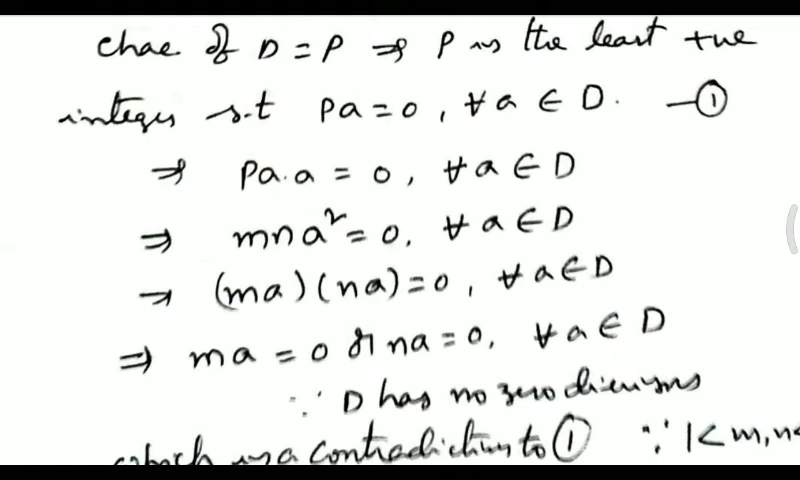 chae of D = P ⇒ P is the least +ve
integer s.t Pa = 0, ∀ a ∈ D. —①
⇒ Pa.a = 0, ∀ a ∈ D
⇒ mna² = 0, ∀ a ∈ D
→ (ma)(na) = 0, ∀ a ∈ D
⇒ ma = 0 or na = 0, ∀ a ∈ D
∵ D has no zero divisors
which is a contradiction to ① ∵ 1 < m, n <